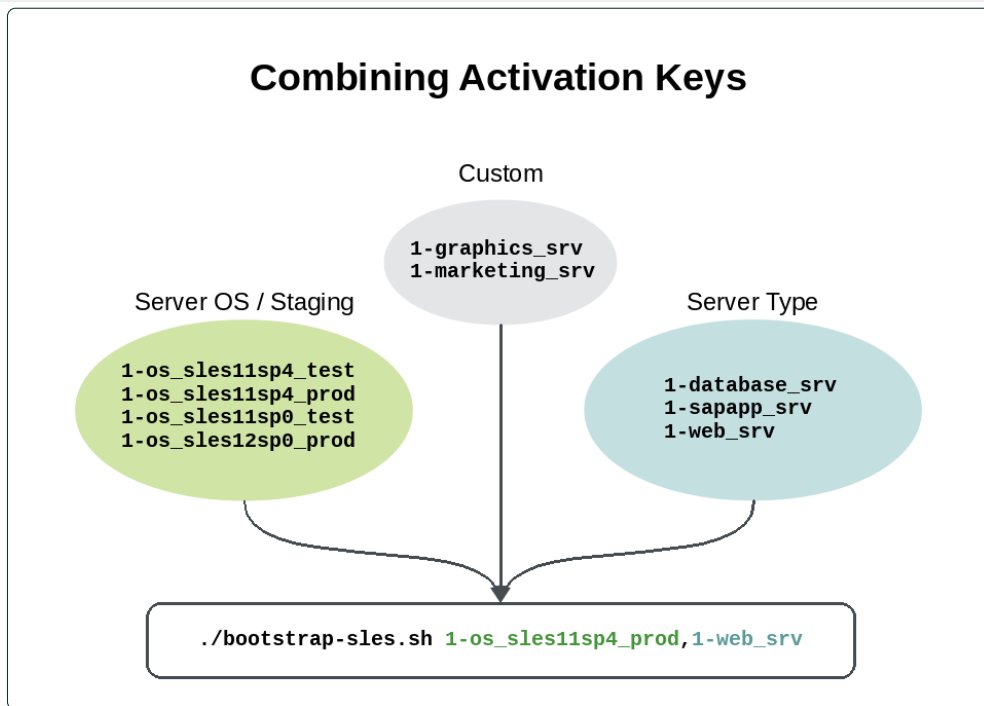 Combining Activation Keys
Custom
1-graphics_srv
1-marketing_srv
Server OS / Staging
1-os_sles11sp4_test
1-os_sles11sp4_prod
1-os_sles11sp0_test
1-os_sles12sp0_prod
Server Type
1-database_srv
1-sapapp_srv
1-web_srv
./bootstrap-sles.sh 1-os_sles11sp4_prod,1-web_srv